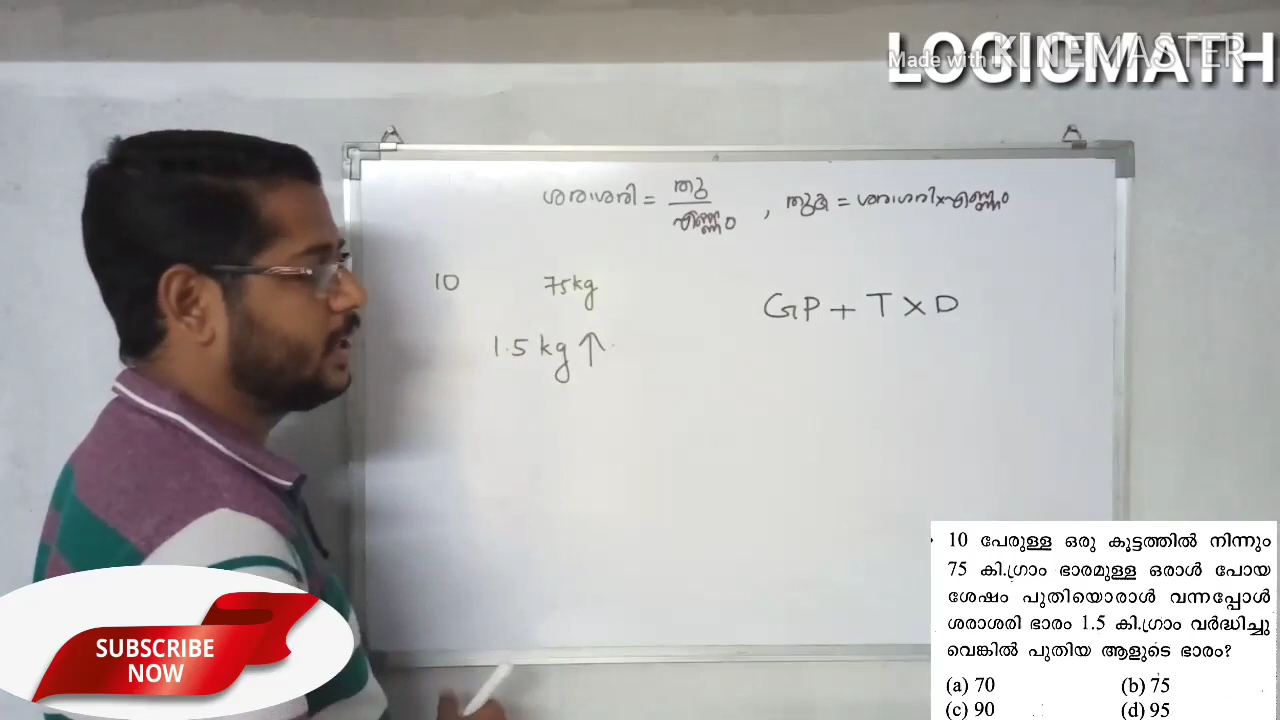 LOGICMATH
Made with KINEMASTER
ശരാശരി = തുക / എണ്ണം , തുക = ശരാശരി×എണ്ണം
10 75kg
GP + T × D
1.5 kg ↑
10 പേരുള്ള ഒരു കൂട്ടത്തിൽ നിന്നും
75 കി.ഗ്രാം ഭാരമുള്ള ഒരാൾ പോയ
ശേഷം പുതിയൊരാൾ വന്നപ്പോൾ
ശരാശരി ഭാരം 1.5 കി.ഗ്രാം വർദ്ധിച്ചു
വെങ്കിൽ പുതിയ ആളുടെ ഭാരം?
(a) 70 (b) 75
(c) 90 (d) 95
SUBSCRIBE
NOW